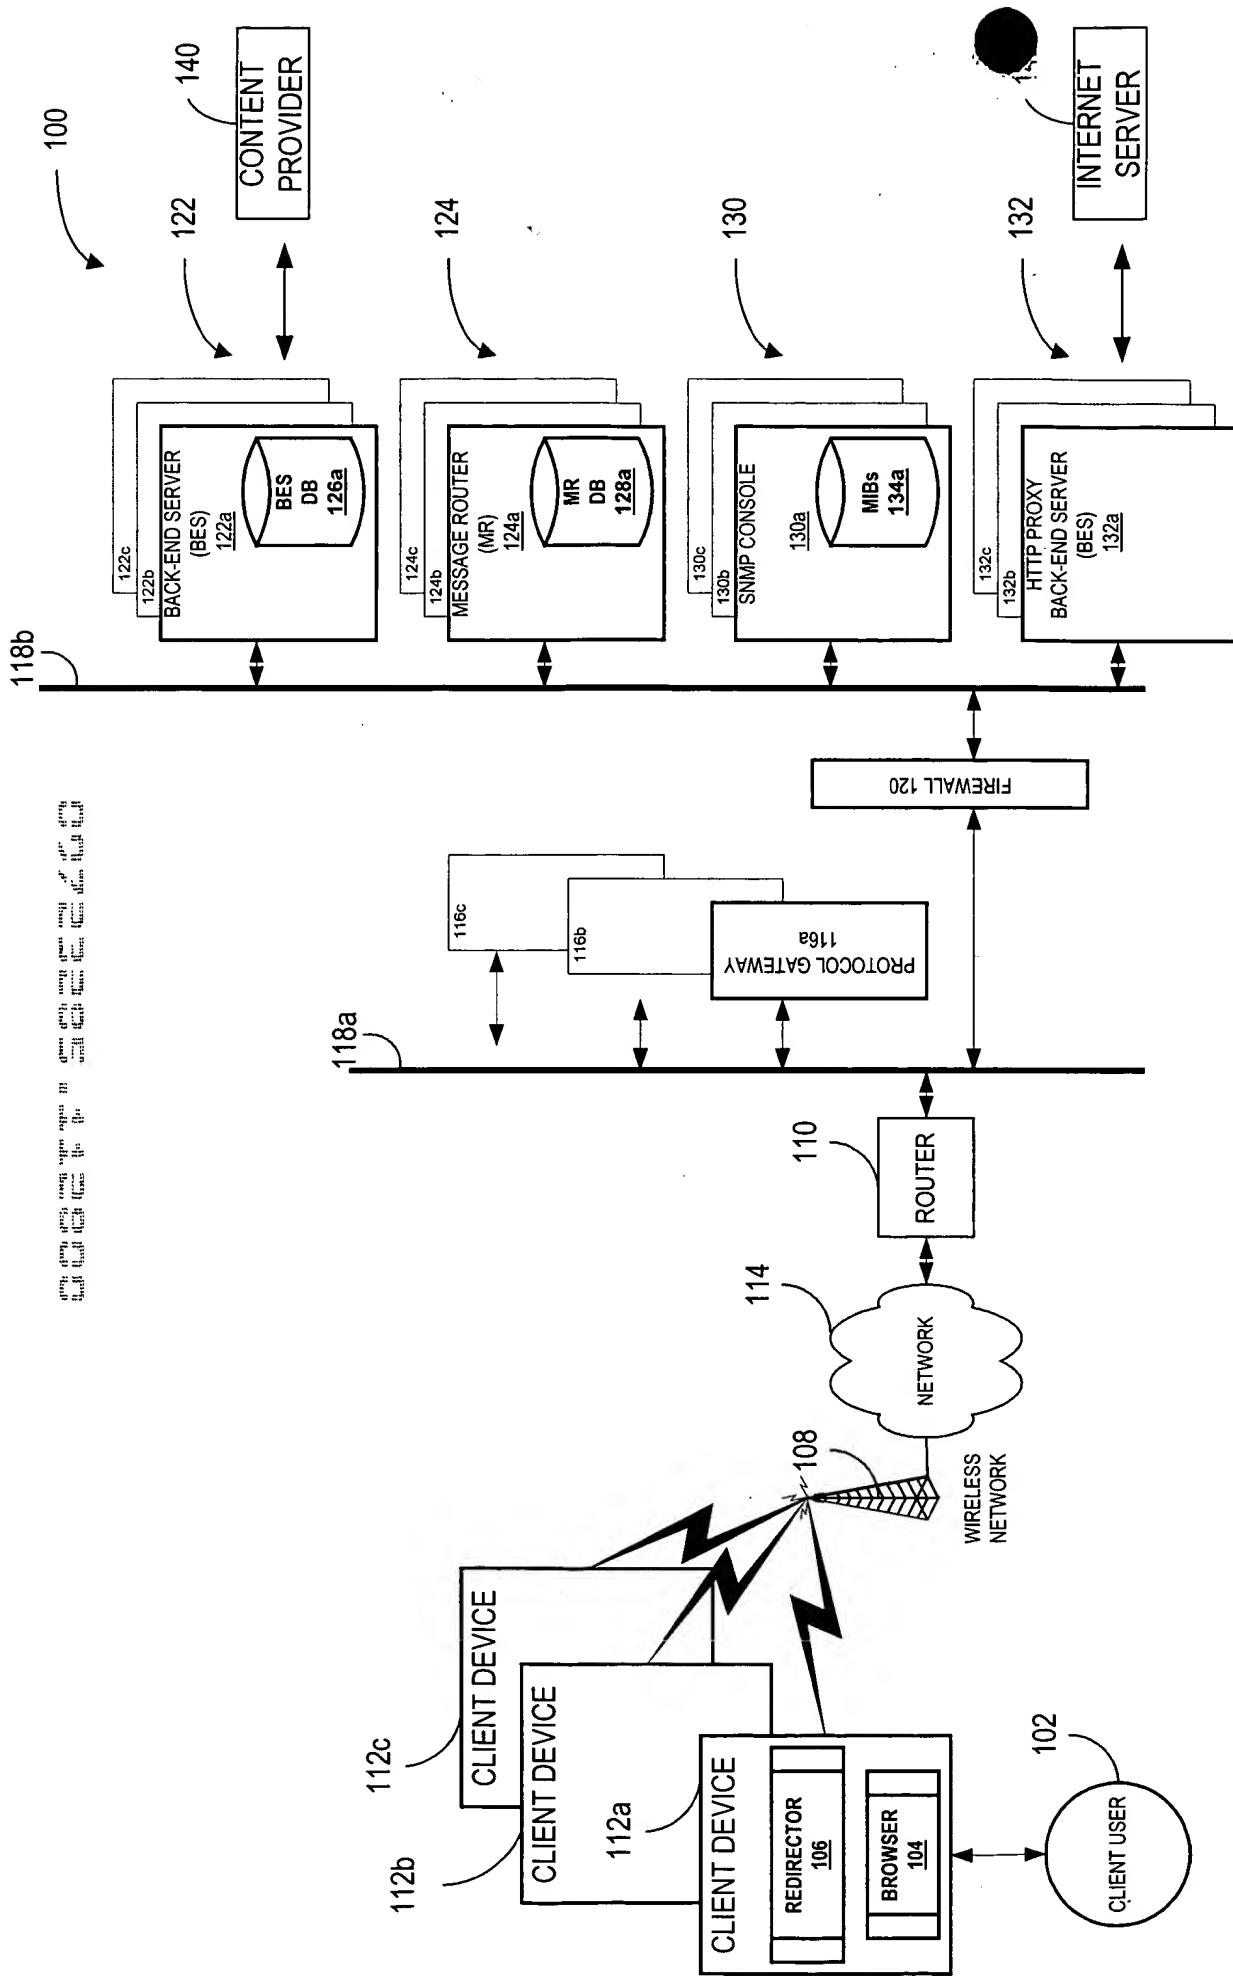 100
122
122c
122b
BACK-END SERVER
(BES)
122a
BES
DB
126a
CONTENT
PROVIDER
140
124
124c
124b
MESSAGE ROUTER
(MR)
124a
MR
DB
128a
130
130c
130b
SNMP CONSOLE
130a
MIBs
134a
132
132c
132b
HTTP PROXY
BACK-END SERVER
(BES)
132a
INTERNET
SERVER
118b
FIREWALL 120
116c
116b
PROTOCOL GATEWAY
116a
118a
110
ROUTER
114
NETWORK
108
WIRELESS
NETWORK
112c
CLIENT DEVICE
112b
CLIENT DEVICE
112a
CLIENT DEVICE
REDIRECTOR
106
BROWSER
104
102
CLIENT USER